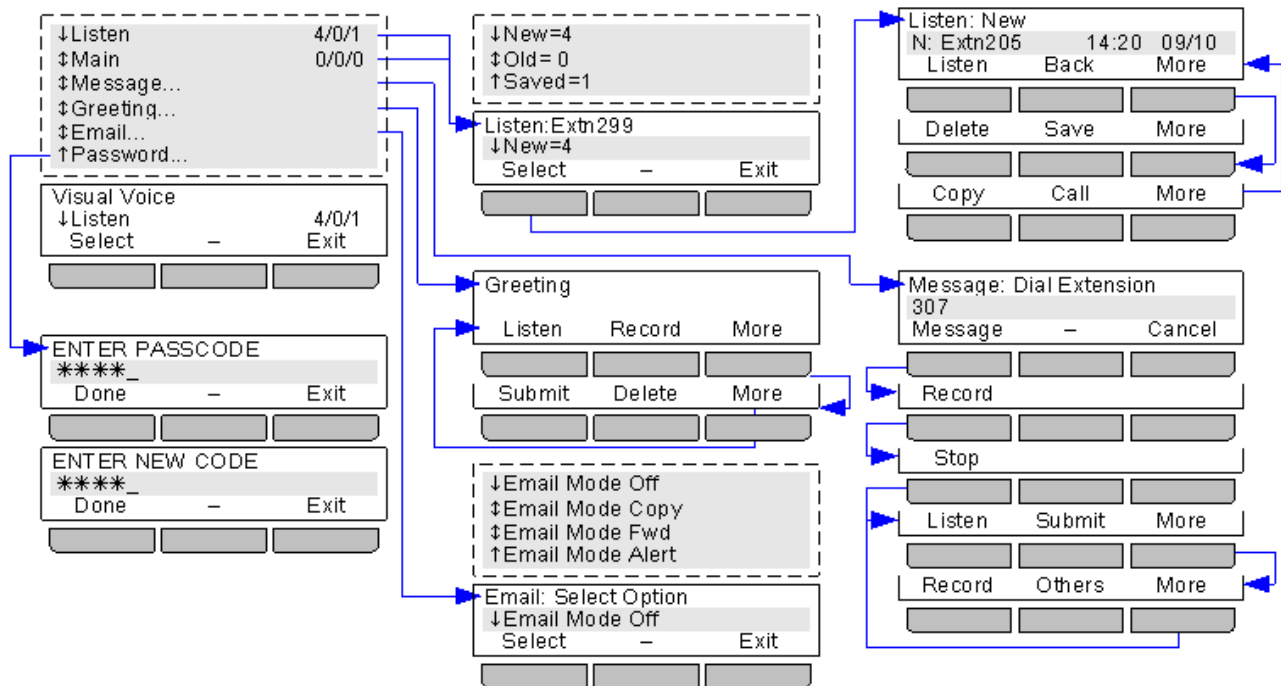 ↓Listen 4/0/1
↕Main 0/0/0
↕Message...
↕Greeting...
↕Email...
↑Password...
Visual Voice
↓Listen 4/0/1
Select – Exit
ENTER PASSCODE
****_
Done – Exit
ENTER NEW CODE
****_
Done – Exit
↓New=4
↕Old= 0
↑Saved=1
Listen:Extn299
↓New=4
Select – Exit
Greeting
Listen Record More
Submit Delete More
↓Email Mode Off
↕Email Mode Copy
↕Email Mode Fwd
↑Email Mode Alert
Email: Select Option
↓Email Mode Off
Select – Exit
Listen: New
N: Extn205 14:20 09/10
Listen Back More
Delete Save More
Copy Call More
Message: Dial Extension
307
Message – Cancel
Record
Stop
Listen Submit More
Record Others More